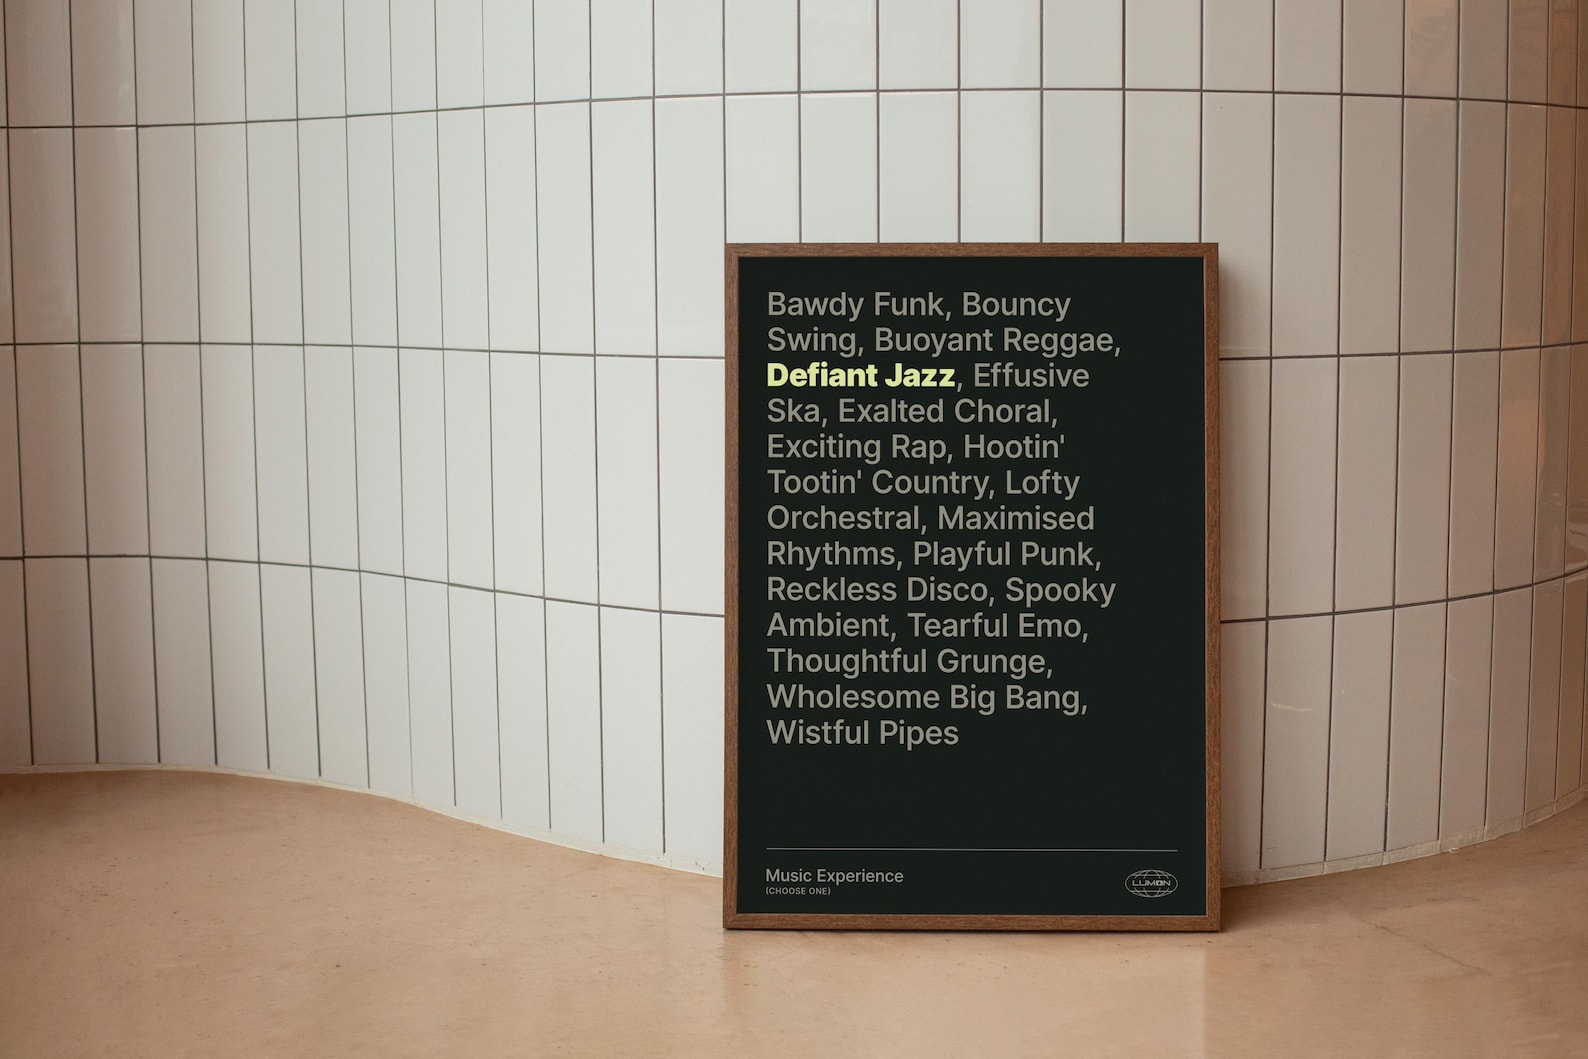 Bawdy Funk, Bouncy
Swing, Buoyant Reggae,
Defiant Jazz, Effusive
Ska, Exalted Choral,
Exciting Rap, Hootin'
Tootin' Country, Lofty
Orchestral, Maximised
Rhythms, Playful Punk,
Reckless Disco, Spooky
Ambient, Tearful Emo,
Thoughtful Grunge,
Wholesome Big Bang,
Wistful Pipes
Music Experience
(CHOOSE ONE)
LUMON